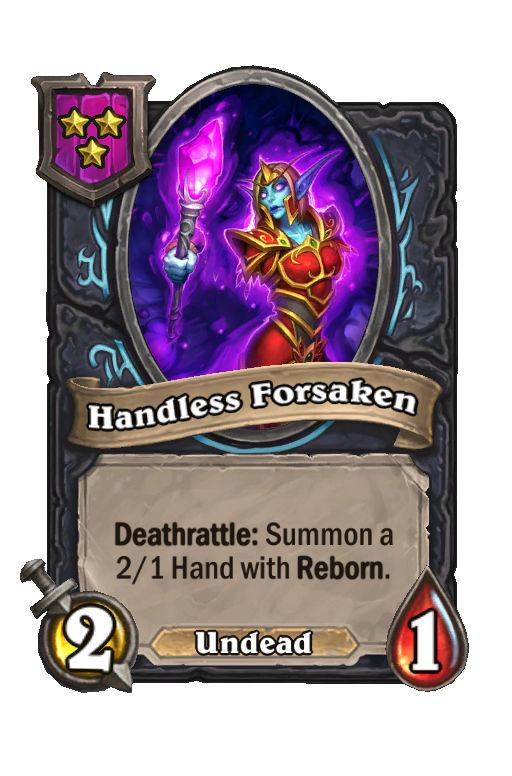 Handless Forsaken
Deathrattle: Summon a
2/1 Hand with Reborn.
2
Undead
1